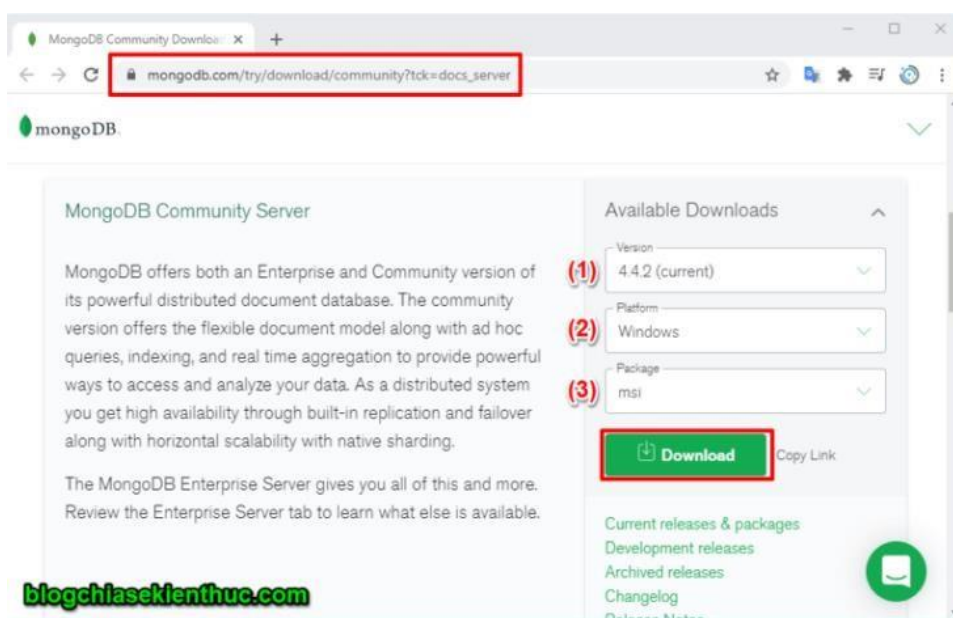 MongoDB Community Downloa
mongodb.com/try/download/community?tck=docs_server
mongoDB.
MongoDB Community Server
MongoDB offers both an Enterprise and Community version of
its powerful distributed document database. The community
version offers the flexible document model along with ad hoc
queries, indexing, and real time aggregation to provide powerful
ways to access and analyze your data. As a distributed system
you get high availability through built-in replication and failover
along with horizontal scalability with native sharding.
The MongoDB Enterprise Server gives you all of this and more.
Review the Enterprise Server tab to learn what else is available.
Available Downloads
Version
(1) 4.4.2 (current)
Platform
(2) Windows
Package
(3) msi
Download Copy Link
Current releases & packages
Development releases
Archived releases
Changelog
Release Notes
blogchiasekienthuc.com